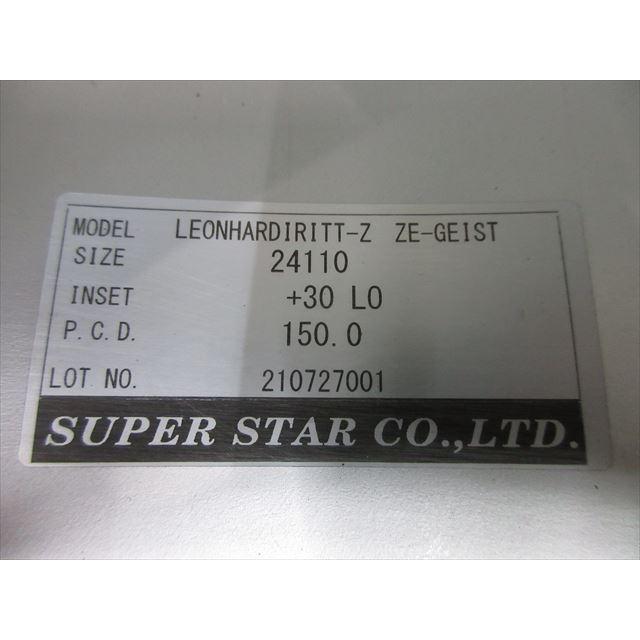 MODEL LEONHARDIRITT-Z ZE-GEIST
SIZE 24110
INSET +30 LO
P.C.D. 150.0
LOT NO. 210727001
SUPER STAR CO.,LTD.